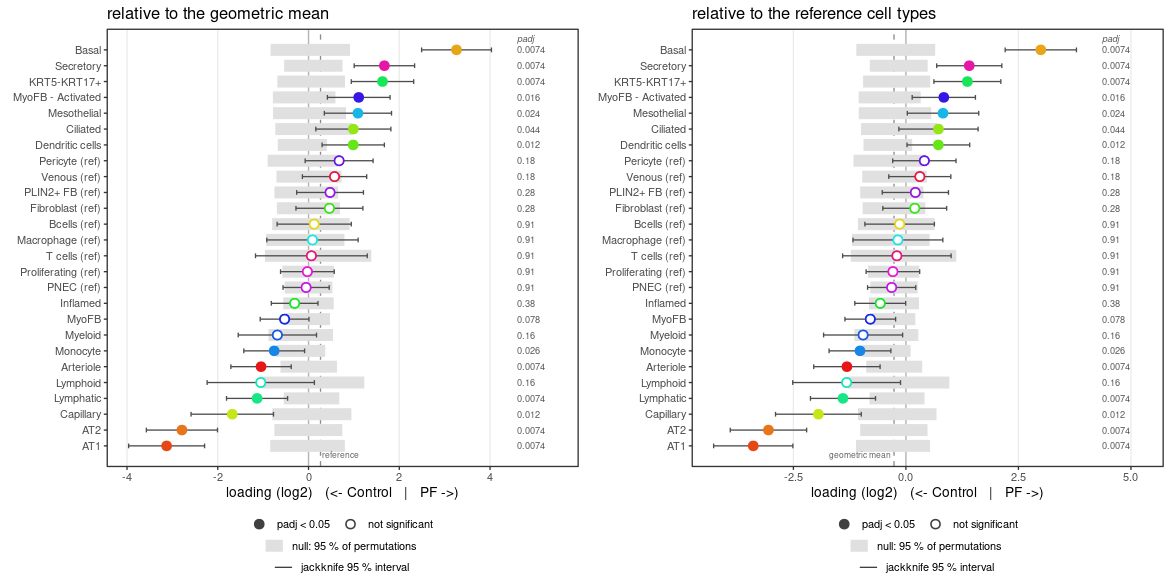 relative to the geometric mean
padj
Basal 0.0074
Secretory 0.0074
KRT5-KRT17+ 0.0074
MyoFB - Activated 0.016
Mesothelial 0.024
Ciliated 0.044
Dendritic cells 0.012
Pericyte (ref) 0.18
Venous (ref) 0.18
PLIN2+ FB (ref) 0.28
Fibroblast (ref) 0.28
Bcells (ref) 0.91
Macrophage (ref) 0.91
T cells (ref) 0.91
Proliferating (ref) 0.91
PNEC (ref) 0.91
Inflamed 0.38
MyoFB 0.078
Myeloid 0.16
Monocyte 0.026
Arteriole 0.0074
Lymphoid 0.16
Lymphatic 0.0074
Capillary 0.012
AT2 0.0074
AT1 0.0074
reference
-4 -2 0 2 4
loading (log2) (<- Control | PF ->)
padj < 0.05 not significant
null: 95 % of permutations
jackknife 95 % interval
relative to the reference cell types
padj
Basal 0.0074
Secretory 0.0074
KRT5-KRT17+ 0.0074
MyoFB - Activated 0.016
Mesothelial 0.024
Ciliated 0.044
Dendritic cells 0.012
Pericyte (ref) 0.18
Venous (ref) 0.18
PLIN2+ FB (ref) 0.28
Fibroblast (ref) 0.28
Bcells (ref) 0.91
Macrophage (ref) 0.91
T cells (ref) 0.91
Proliferating (ref) 0.91
PNEC (ref) 0.91
Inflamed 0.38
MyoFB 0.078
Myeloid 0.16
Monocyte 0.026
Arteriole 0.0074
Lymphoid 0.16
Lymphatic 0.0074
Capillary 0.012
AT2 0.0074
AT1 0.0074
geometric mean
-2.5 0.0 2.5 5.0
loading (log2) (<- Control | PF ->)
padj < 0.05 not significant
null: 95 % of permutations
jackknife 95 % interval